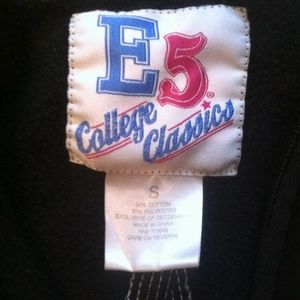 E5®
College
Classics
S
80% COTTON
20% POLYESTER
EXCLUSIVE OF DECORATION
MADE IN CHINA
CARE ON REVERSE